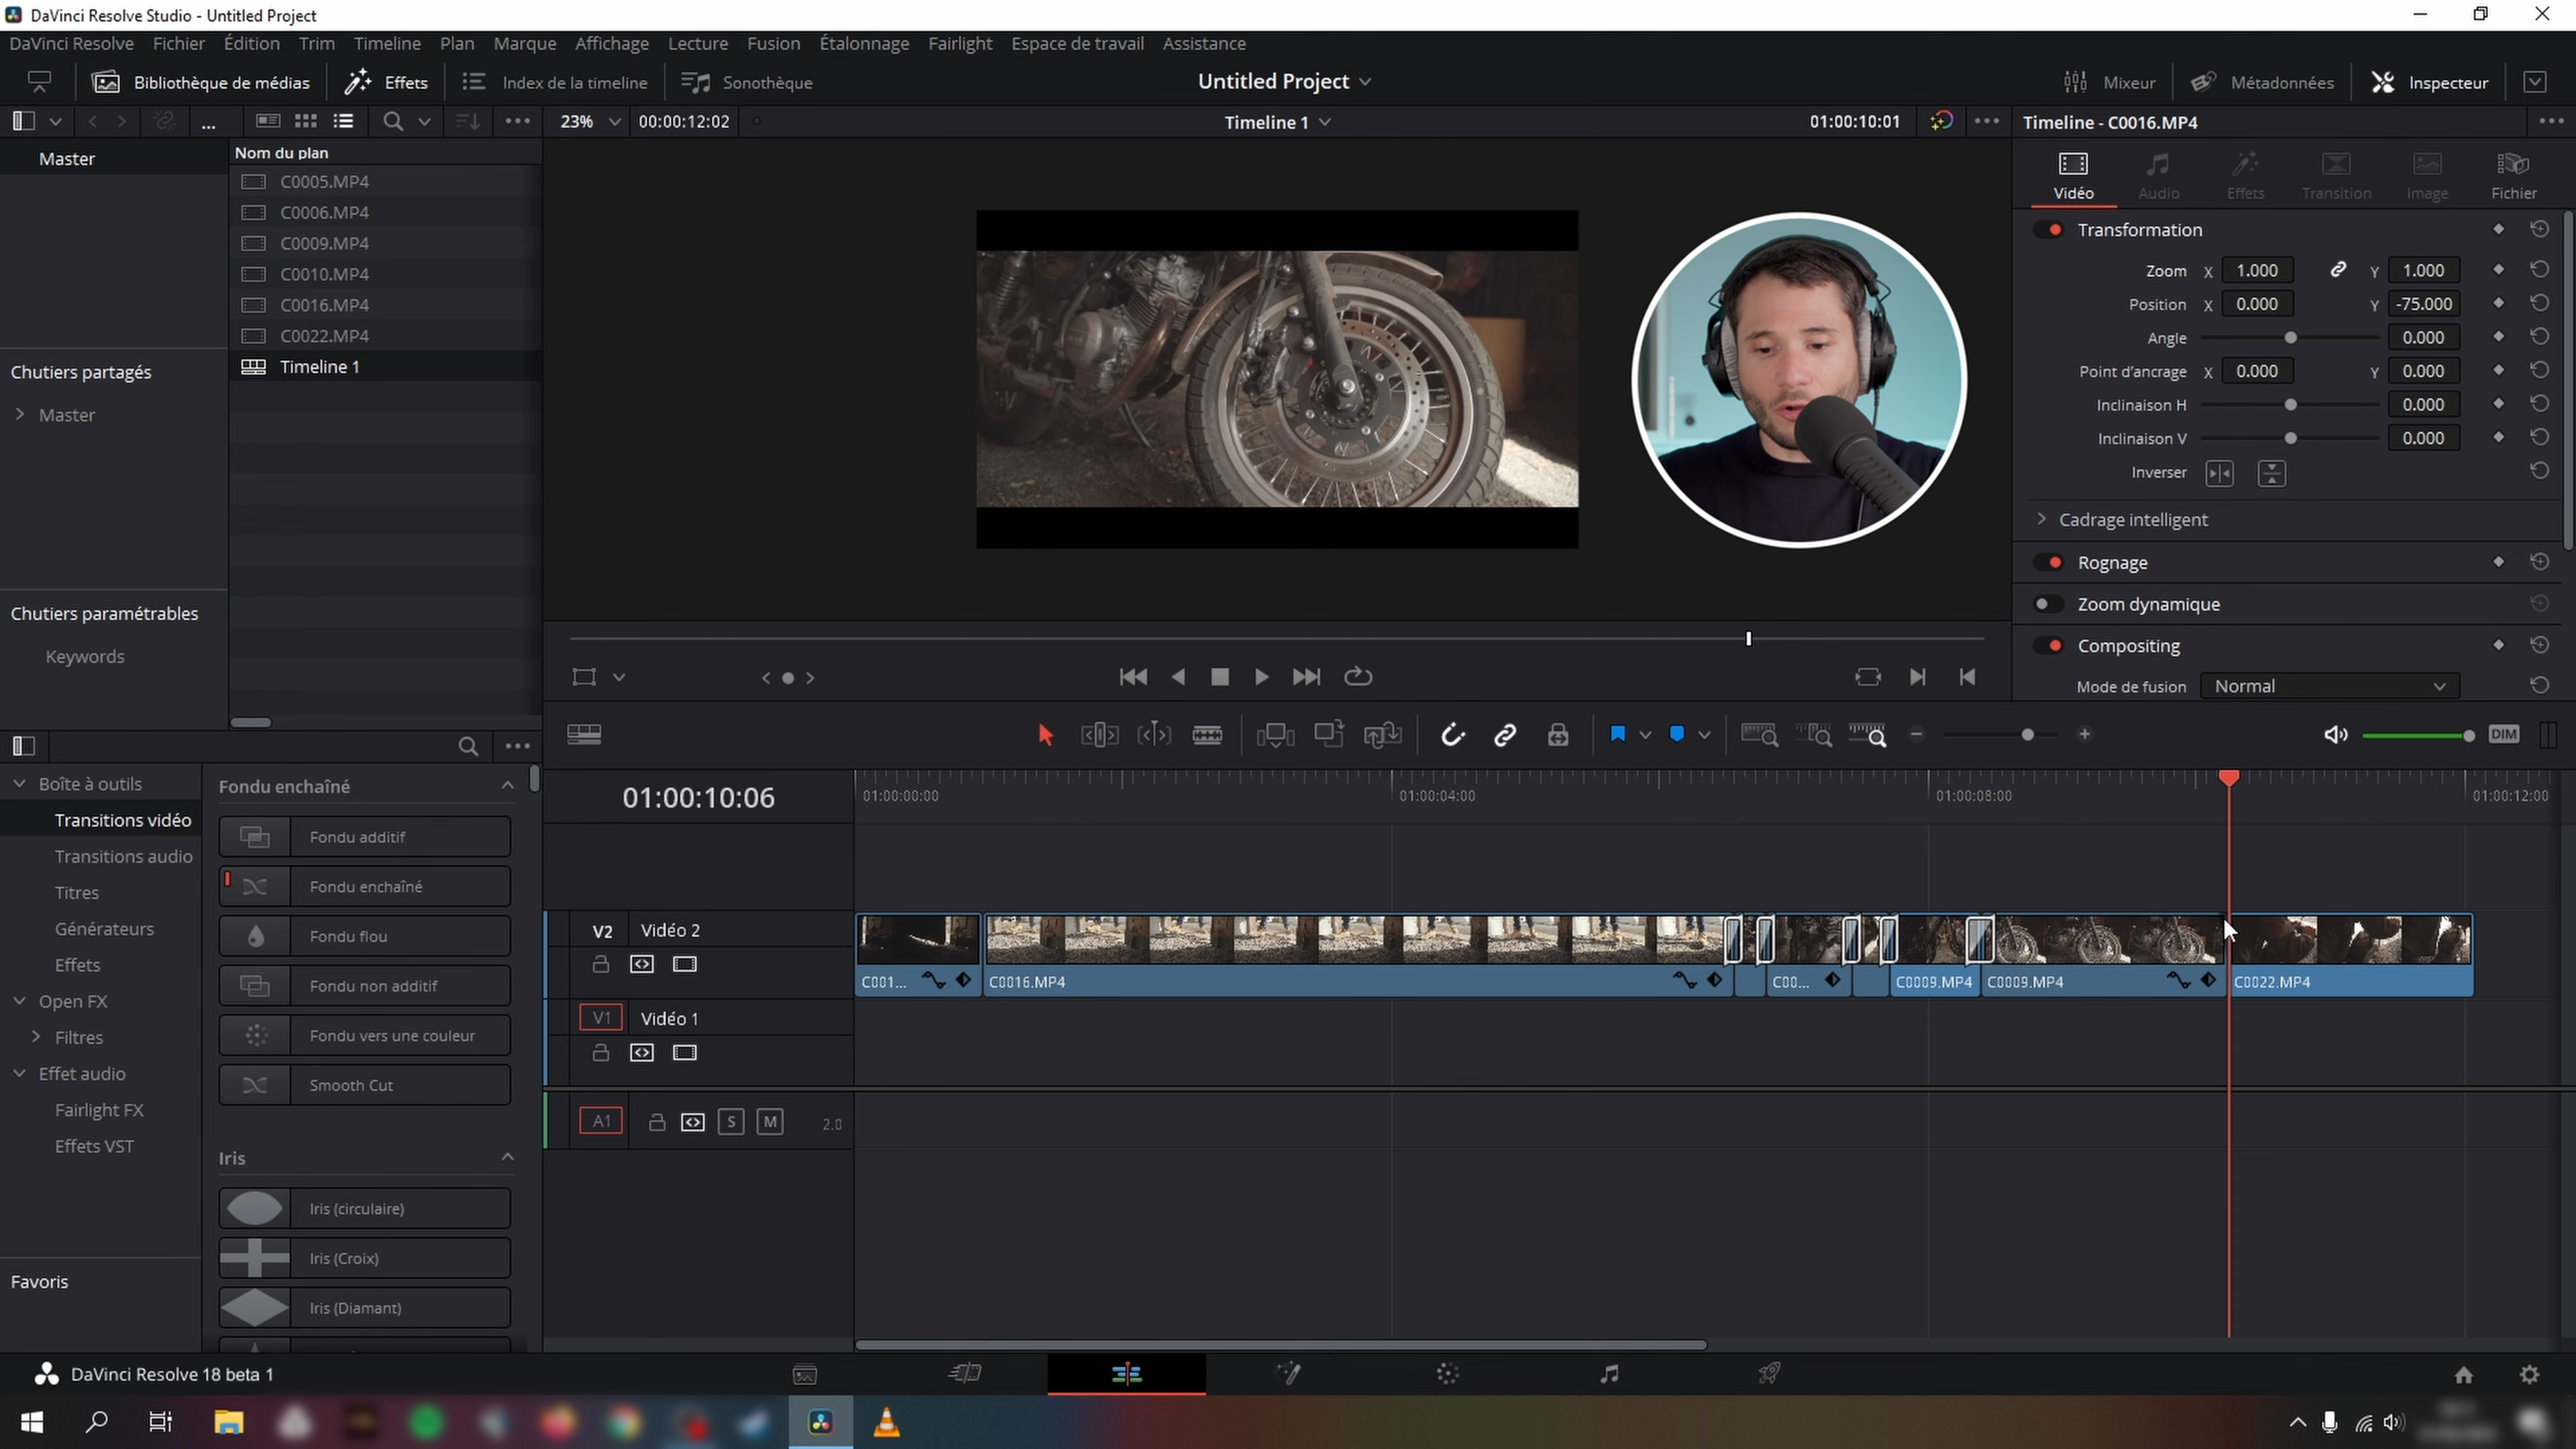 DaVinci Resolve Studio - Untitled Project
DaVinci Resolve Fichier Édition Trim Timeline Plan Marque Affichage Lecture Fusion Étalonnage Fairlight Espace de travail Assistance
Bibliothèque de médias Effets Index de la timeline Sonothèque Untitled Project Mixeur Métadonnées Inspecteur
... 23% 00:00:12:02 Timeline 1 01:00:10:01 Timeline - C0016.MP4
Master
Nom du plan
C0005.MP4
C0006.MP4
C0009.MP4
C0010.MP4
C0016.MP4
C0022.MP4
Timeline 1
Chutiers partagés
Master
Chutiers paramétrables
Keywords
Vidéo Audio Effets Transition Image Fichier
Transformation
Zoom X 1.000 Y 1.000
Position X 0.000 Y -75.000
Angle 0.000
Point d'ancrage X 0.000 Y 0.000
Inclinaison H 0.000
Inclinaison V 0.000
Inverser
Cadrage intelligent
Rognage
Zoom dynamique
Compositing
Mode de fusion Normal
DIM
Boîte à outils
Transitions vidéo
Transitions audio
Titres
Générateurs
Effets
Open FX
Filtres
Effet audio
Fairlight FX
Effets VST
Favoris
Fondu enchaîné
Fondu additif
Fondu enchaîné
Fondu flou
Fondu non additif
Fondu vers une couleur
Smooth Cut
Iris
Iris (circulaire)
Iris (Croix)
Iris (Diamant)
01:00:10:06
01:00:00:00 01:00:04:00 01:00:08:00 01:00:12:00
V2 Vidéo 2
C001... C0016.MP4 C00... C0009.MP4 C0009.MP4 C0022.MP4
V1 Vidéo 1
A1 S M 2.0
DaVinci Resolve 18 beta 1